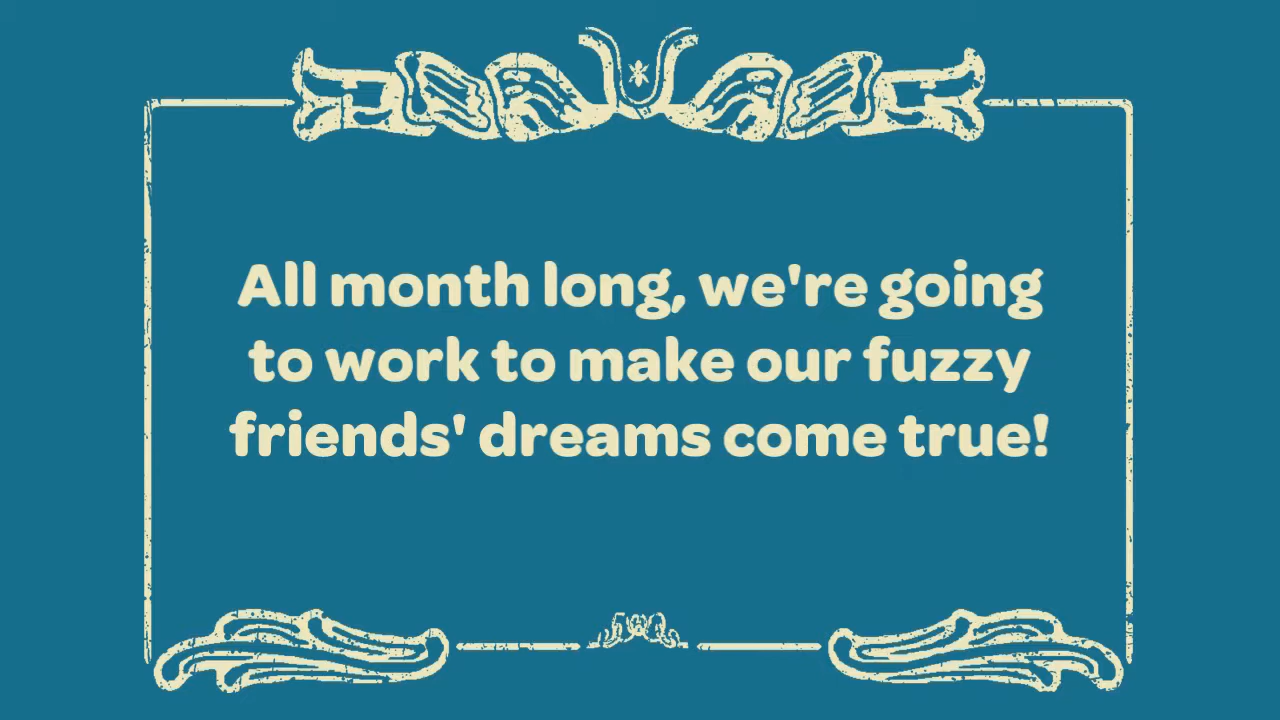 All month long, we're going
to work to make our fuzzy
friends' dreams come true!